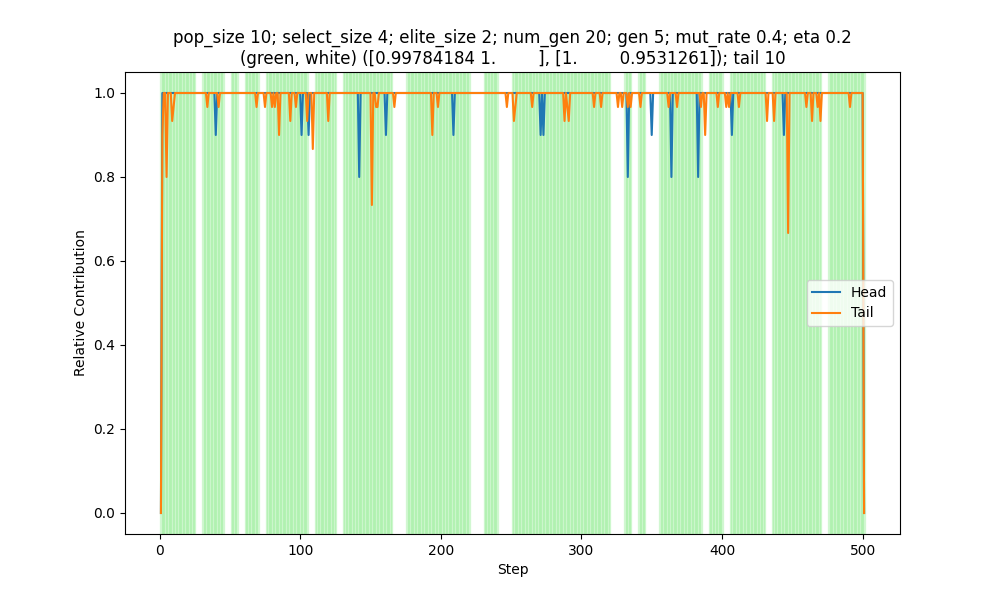 pop_size 10; select_size 4; elite_size 2; num_gen 20; gen 5; mut_rate 0.4; eta 0.2
(green, white) ([0.99784184 1.        ], [1.        0.9531261]); tail 10
1.0
0.8
0.6
0.4
0.2
0.0
Relative Contribution
Head
Tail
0 100 200 300 400 500
Step